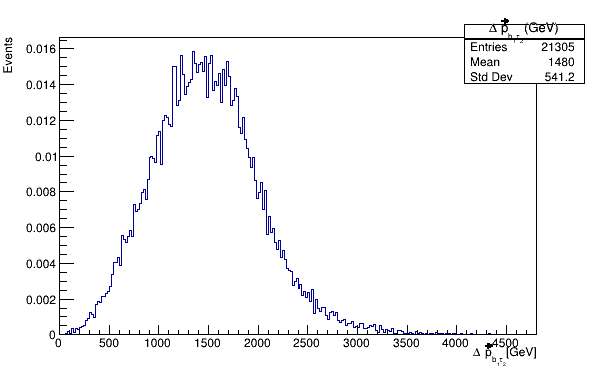 Δ p⃗_{b₁τ₂} (GeV)
Entries 21305
Mean 1480
Std Dev 541.2
Events
0.016
0.014
0.012
0.01
0.008
0.006
0.004
0.002
0
0 500 1000 1500 2000 2500 3000 3500 4000 4500
Δ p⃗_{b₁τ₂}[GeV]